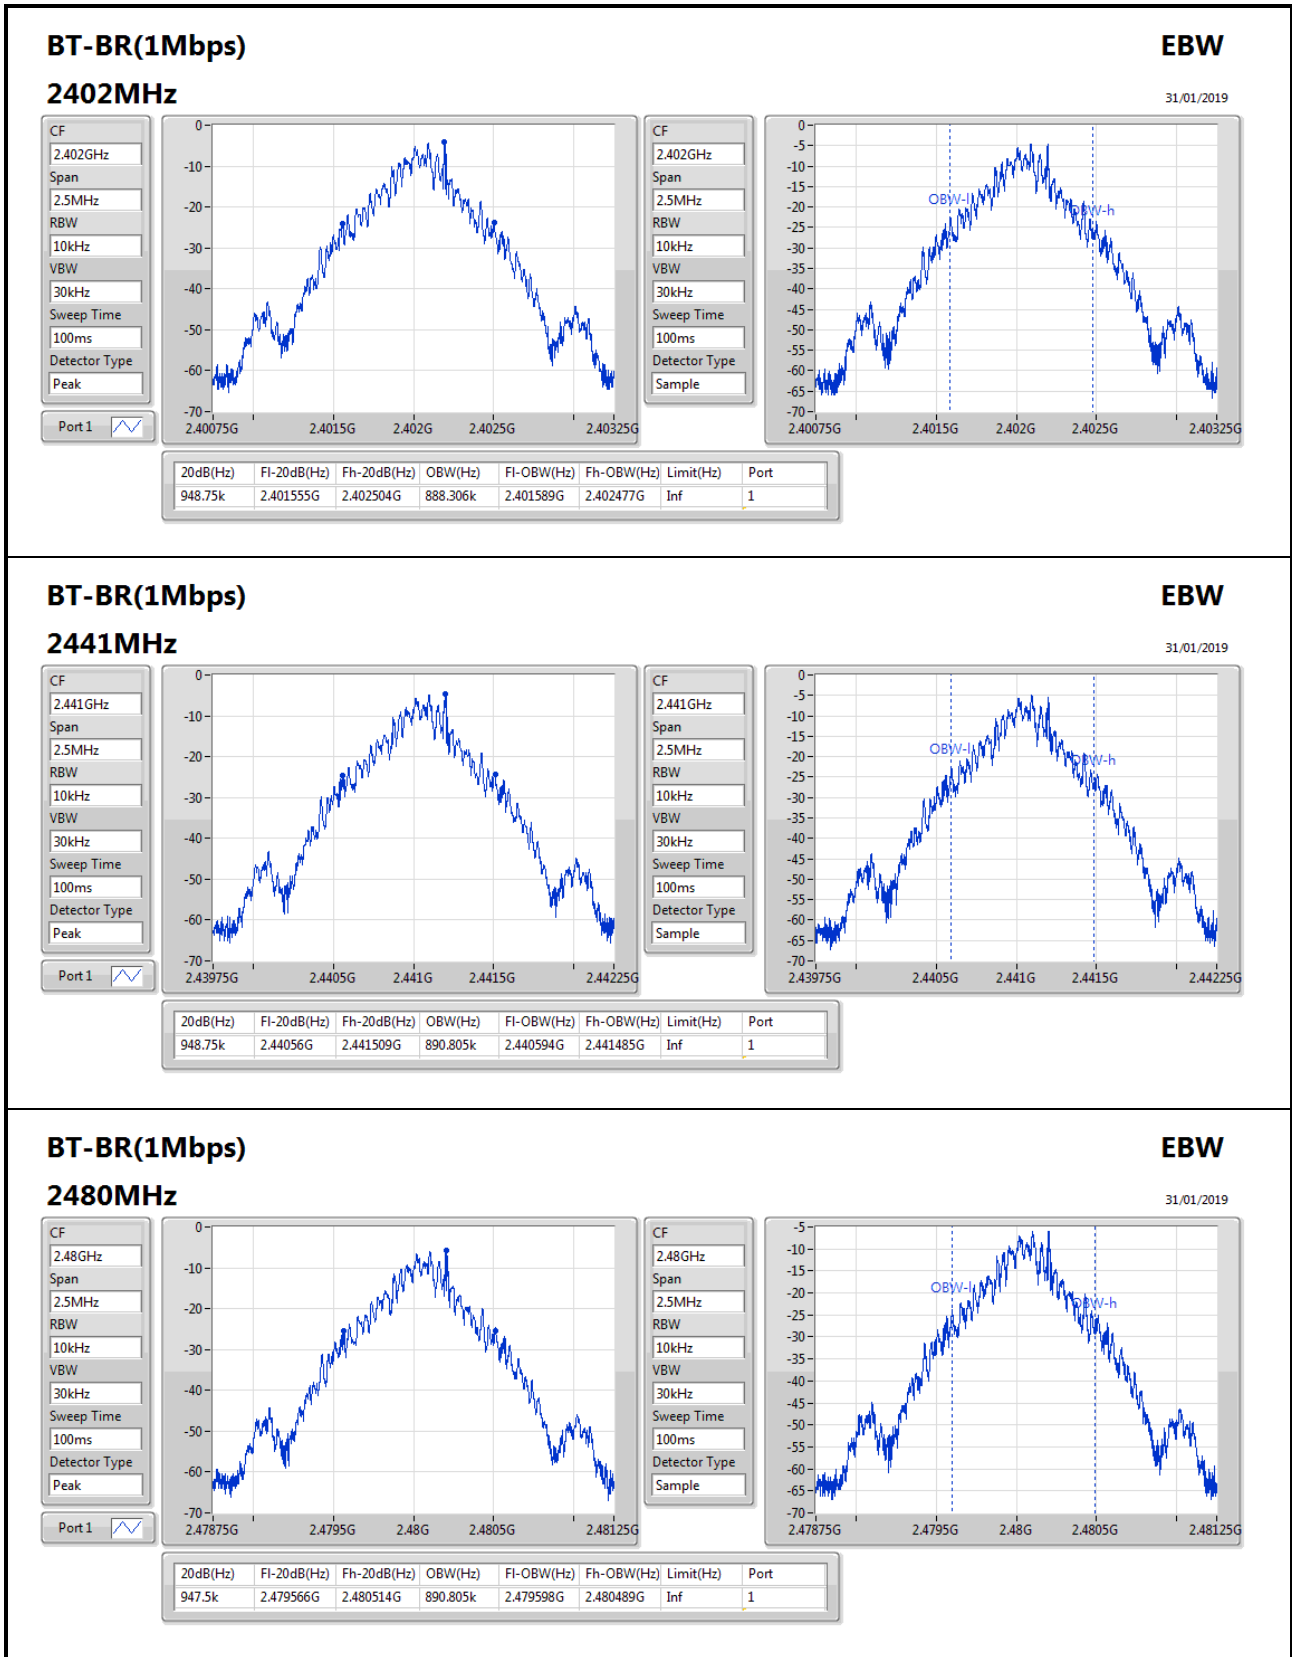 BT-BR(1Mbps) EBW
2402MHz 31/01/2019
CF
2.402GHz
Span
2.5MHz
RBW
10kHz
VBW
30kHz
Sweep Time
100ms
Detector Type
Peak
Port 1
0
-10
-20
-30
-40
-50
-60
-70
2.40075G 2.4015G 2.402G 2.4025G 2.40325G
CF
2.402GHz
Span
2.5MHz
RBW
10kHz
VBW
30kHz
Sweep Time
100ms
Detector Type
Sample
0
-5
-10
-15
-20
-25
-30
-35
-40
-45
-50
-55
-60
-65
-70
OBW-l
OBW-h
2.40075G 2.4015G 2.402G 2.4025G 2.40325G
20dB(Hz) Fl-20dB(Hz) Fh-20dB(Hz) OBW(Hz) Fl-OBW(Hz) Fh-OBW(Hz) Limit(Hz) Port
948.75k 2.401555G 2.402504G 888.306k 2.401589G 2.402477G Inf 1
BT-BR(1Mbps) EBW
2441MHz 31/01/2019
CF
2.441GHz
Span
2.5MHz
RBW
10kHz
VBW
30kHz
Sweep Time
100ms
Detector Type
Peak
Port 1
0
-10
-20
-30
-40
-50
-60
-70
2.43975G 2.4405G 2.441G 2.4415G 2.44225G
CF
2.441GHz
Span
2.5MHz
RBW
10kHz
VBW
30kHz
Sweep Time
100ms
Detector Type
Sample
0
-5
-10
-15
-20
-25
-30
-35
-40
-45
-50
-55
-60
-65
-70
OBW-l
OBW-h
2.43975G 2.4405G 2.441G 2.4415G 2.44225G
20dB(Hz) Fl-20dB(Hz) Fh-20dB(Hz) OBW(Hz) Fl-OBW(Hz) Fh-OBW(Hz) Limit(Hz) Port
948.75k 2.44056G 2.441509G 890.805k 2.440594G 2.441485G Inf 1
BT-BR(1Mbps) EBW
2480MHz 31/01/2019
CF
2.48GHz
Span
2.5MHz
RBW
10kHz
VBW
30kHz
Sweep Time
100ms
Detector Type
Peak
Port 1
0
-10
-20
-30
-40
-50
-60
-70
2.47875G 2.4795G 2.48G 2.4805G 2.48125G
CF
2.48GHz
Span
2.5MHz
RBW
10kHz
VBW
30kHz
Sweep Time
100ms
Detector Type
Sample
-5
-10
-15
-20
-25
-30
-35
-40
-45
-50
-55
-60
-65
-70
OBW-l
OBW-h
2.47875G 2.4795G 2.48G 2.4805G 2.48125G
20dB(Hz) Fl-20dB(Hz) Fh-20dB(Hz) OBW(Hz) Fl-OBW(Hz) Fh-OBW(Hz) Limit(Hz) Port
947.5k 2.479566G 2.480514G 890.805k 2.479598G 2.480489G Inf 1